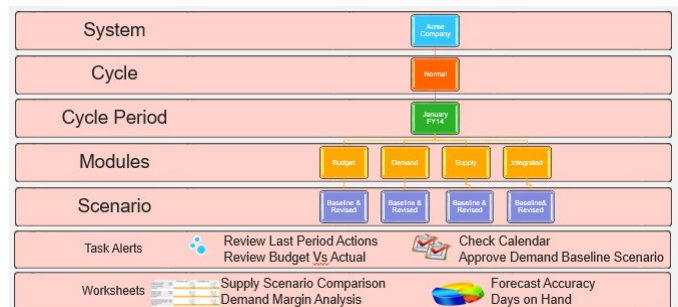 System
Acme
Company
Cycle
Normal
Cycle Period
January
FY14
Modules
Budget
Demand
Supply
Integrated
Scenario
Baseline &
Revised
Baseline &
Revised
Baseline &
Revised
Baseline&
Revised
Task Alerts
Review Last Period Actions
Review Budget Vs Actual
Check Calendar
Approve Demand Baseline Scenario
Worksheets
Supply Scenario Comparison
Demand Margin Analysis
Forecast Accuracy
Days on Hand